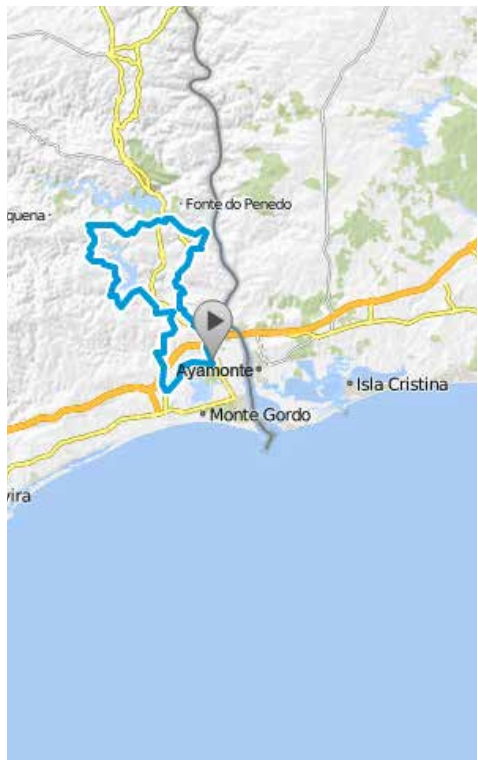 Fonte do Penedo
quena
Ayamonte
Isla Cristina
Monte Gordo
vira